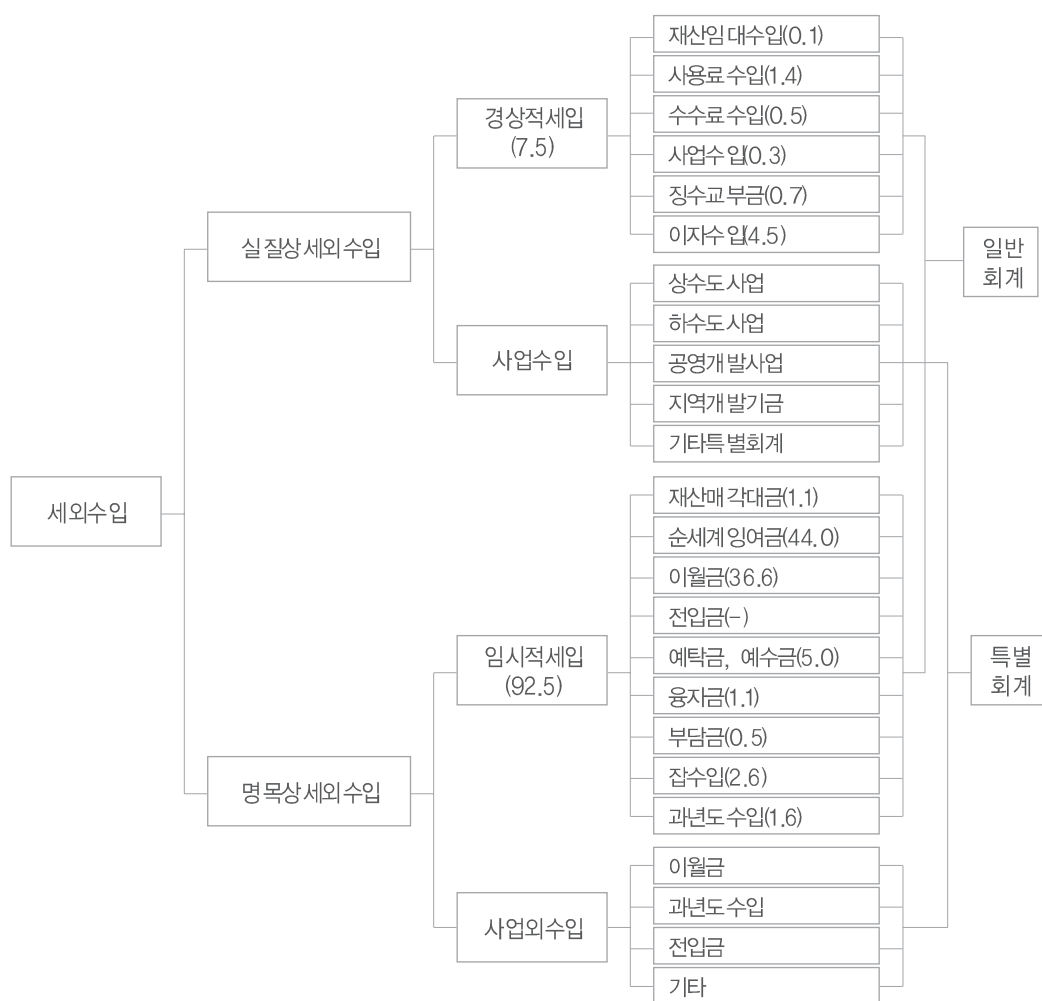 세외수입
실질상 세외수입
경상적세입
(7.5)
재산임대수입(0.1)
사용료 수입(1.4)
수수료 수입(0.5)
사업수입(0.3)
징수교부금(0.7)
이자수입(4.5)
사업수입
상수도 사업
하수도 사업
공영개발사업
지역개발기금
기타특별회계
명목상 세외수입
임시적세입
(92.5)
재산매각대금(1.1)
순세계 잉여금(44.0)
이월금(36.6)
전입금(-)
예탁금, 예수금(5.0)
융자금(1.1)
부담금(0.5)
잡수입(2.6)
과년도 수입(1.6)
사업외수입
이월금
과년도 수입
전입금
기타
일반
회계
특별
회계